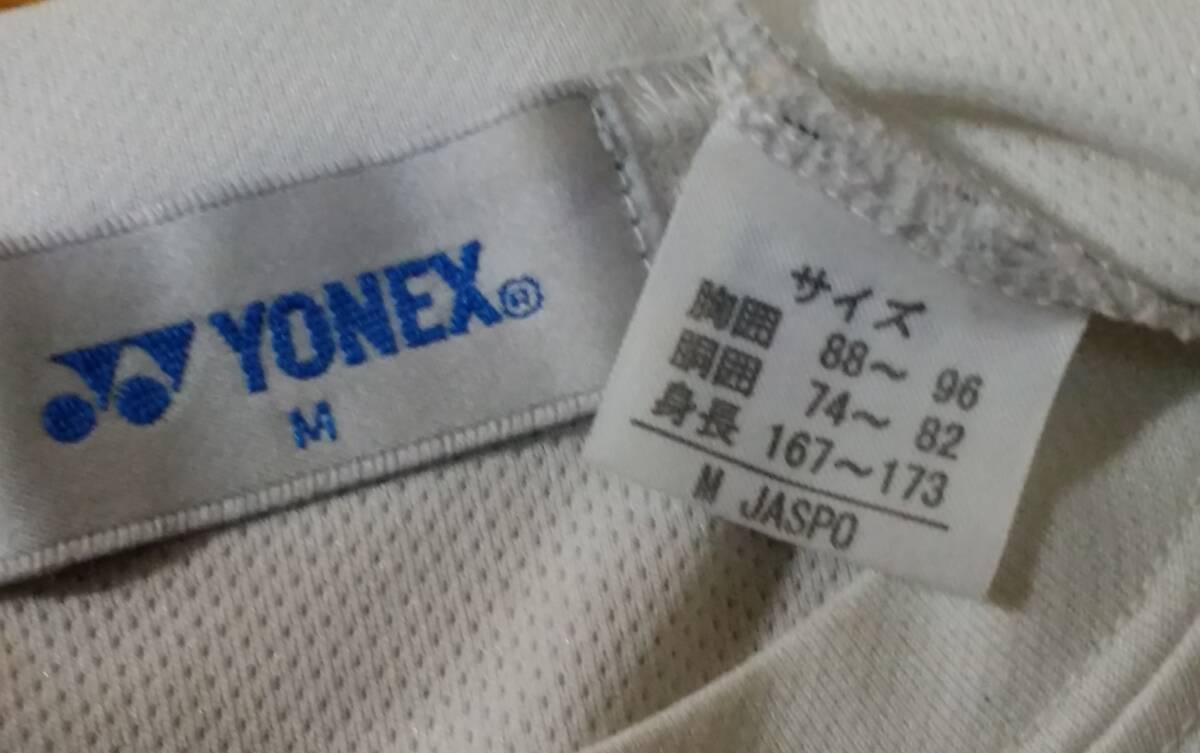 YONEX®
M
サイズ
胸囲 88～ 96
胴囲 74～ 82
身長 167～173
M JASPO